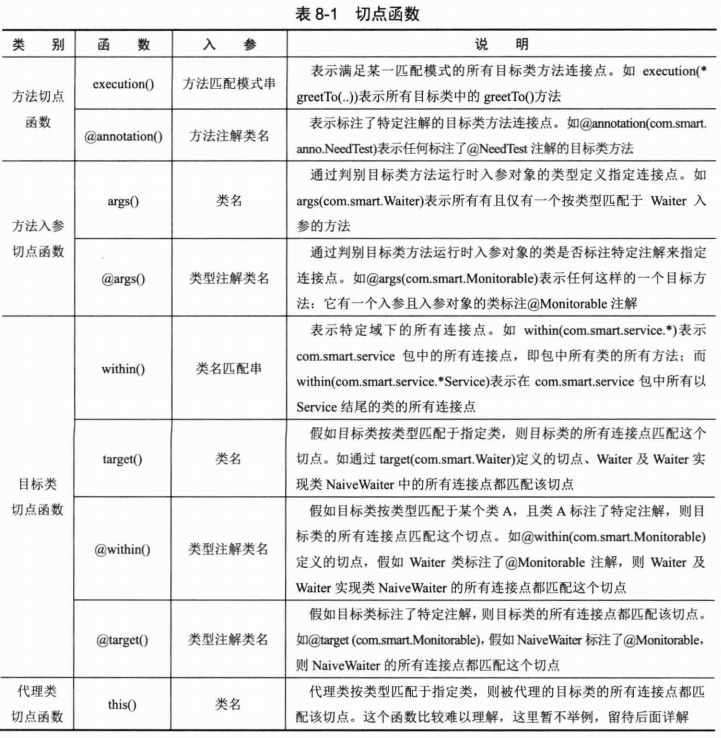 表 8-1 切点函数
类 别 函 数 入 参 说 明
方法切点
函数
execution() 方法匹配模式串
表示满足某一匹配模式的所有目标类方法连接点。如 execution(*
greetTo(..))表示所有目标类中的 greetTo()方法
@annotation() 方法注解类名
表示标注了特定注解的目标类方法连接点。如@annotation(com.smart.
anno.NeedTest)表示任何标注了@NeedTest 注解的目标类方法
方法入参
切点函数
args() 类名
通过判别目标类方法运行时入参对象的类型定义指定连接点。如
args(com.smart.Waiter)表示所有有且仅有一个按类型匹配于 Waiter 入
参的方法
@args() 类型注解类名
通过判别目标类方法运行时入参对象的类是否标注特定注解来指定
连接点。如@args(com.smart.Monitorable)表示任何这样的一个目标方
法：它有一个入参且入参对象的类标注@Monitorable 注解
目标类
切点函数
within() 类名匹配串
表示特定域下的所有连接点。如 within(com.smart.service.*)表示
com.smart.service 包中的所有连接点，即包中所有类的所有方法；而
within(com.smart.service.*Service)表示在 com.smart.service 包中所有以
Service 结尾的类的所有连接点
target() 类名
假如目标类按类型匹配于指定类，则目标类的所有连接点匹配这个
切点。如通过 target(com.smart.Waiter)定义的切点、Waiter 及 Waiter 实
现类 NaiveWaiter 中的所有连接点都匹配该切点
@within() 类型注解类名
假如目标类按类型匹配于某个类 A，且类 A 标注了特定注解，则目
标类的所有连接点匹配这个切点。如@within(com.smart.Monitorable)
定义的切点，假如 Waiter 类标注了@Monitorable 注解，则 Waiter 及
Waiter 实现类 NaiveWaiter 的所有连接点都匹配这个切点
@target() 类型注解类名
假如目标类标注了特定注解，则目标类的所有连接点都匹配该切点。
如@target (com.smart.Monitorable)，假如 NaiveWaiter 标注了@Monitorable，
则 NaiveWaiter 的所有连接点都匹配这个切点
代理类
切点函数
this() 类名
代理类按类型匹配于指定类，则被代理的目标类的所有连接点都匹
配该切点。这个函数比较难以理解，这里暂不举例，留待后面详解